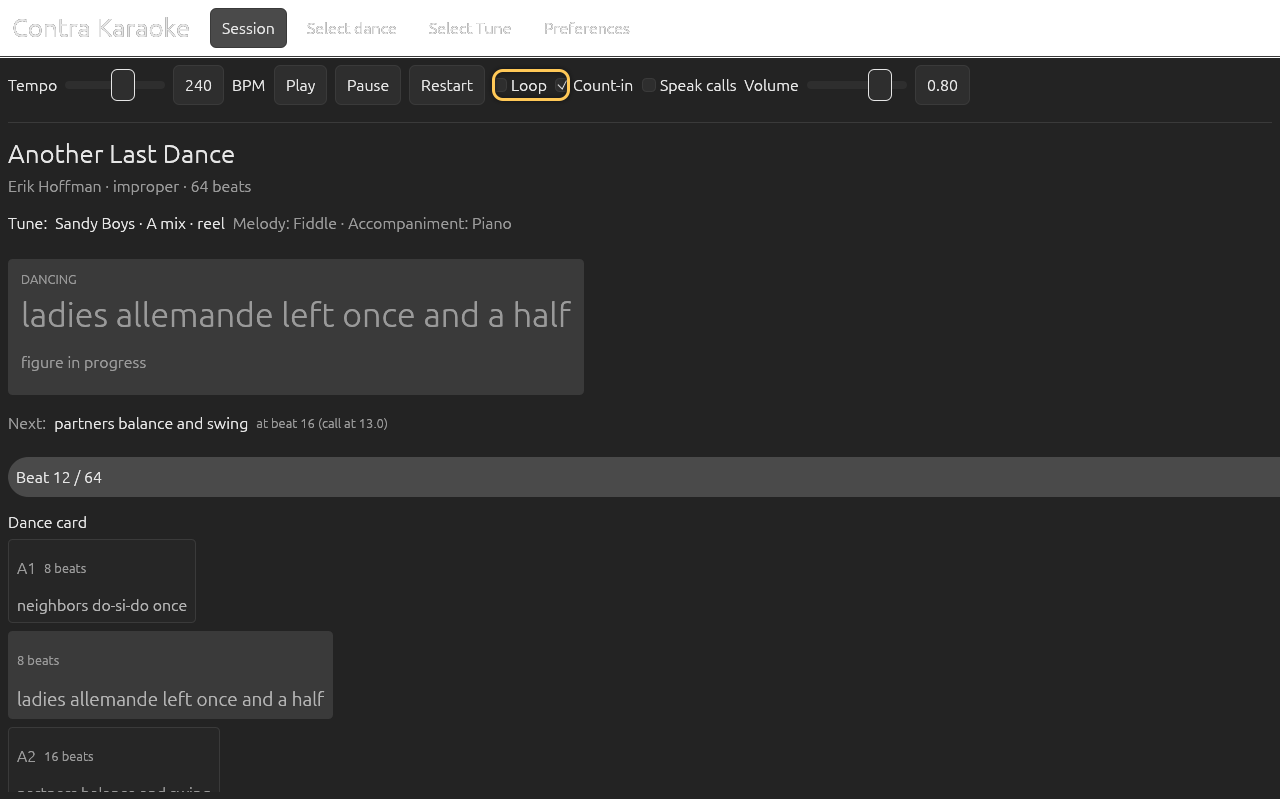 Contra Karaoke Session Select dance Select Tune Preferences
Tempo 240 BPM Play Pause Restart Loop Count-in Speak calls Volume 0.80
Another Last Dance
Erik Hoffman · improper · 64 beats
Tune: Sandy Boys · A mix · reel Melody: Fiddle · Accompaniment: Piano
DANCING
ladies allemande left once and a half
figure in progress
Next: partners balance and swing at beat 16 (call at 13.0)
Beat 12 / 64
Dance card
A1 8 beats
neighbors do-si-do once
8 beats
ladies allemande left once and a half
A2 16 beats
partners balance and swing